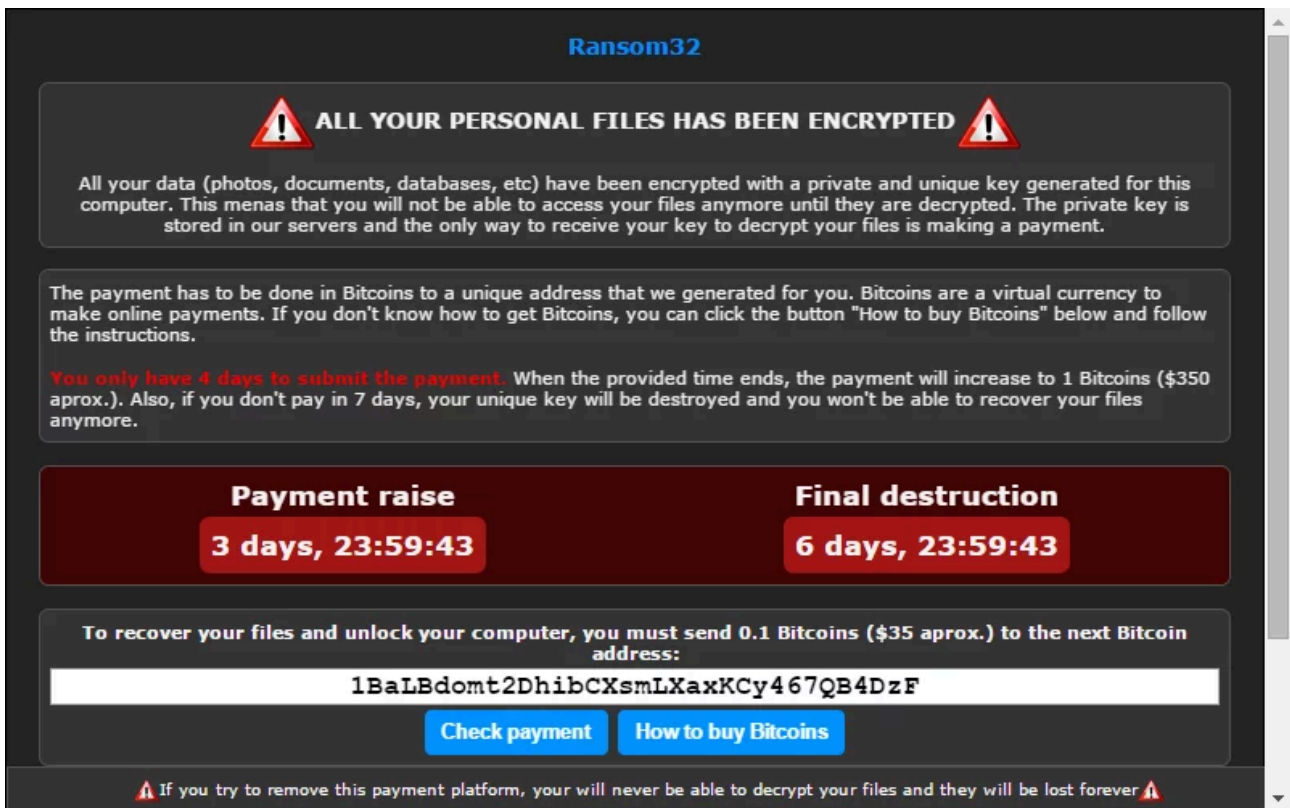 Ransom32
ALL YOUR PERSONAL FILES HAS BEEN ENCRYPTED
All your data (photos, documents, databases, etc) have been encrypted with a private and unique key generated for this
computer. This menas that you will not be able to access your files anymore until they are decrypted. The private key is
stored in our servers and the only way to receive your key to decrypt your files is making a payment.
The payment has to be done in Bitcoins to a unique address that we generated for you. Bitcoins are a virtual currency to
make online payments. If you don't know how to get Bitcoins, you can click the button "How to buy Bitcoins" below and follow
the instructions.
You only have 4 days to submit the payment. When the provided time ends, the payment will increase to 1 Bitcoins ($350
aprox.). Also, if you don't pay in 7 days, your unique key will be destroyed and you won't be able to recover your files
anymore.
Payment raise
Final destruction
3 days, 23:59:43
6 days, 23:59:43
To recover your files and unlock your computer, you must send 0.1 Bitcoins ($35 aprox.) to the next Bitcoin
address:
1BaLBdomt2DhibCXsmLXaxKCy467QB4DzF
Check payment
How to buy Bitcoins
If you try to remove this payment platform, your will never be able to decrypt your files and they will be lost forever